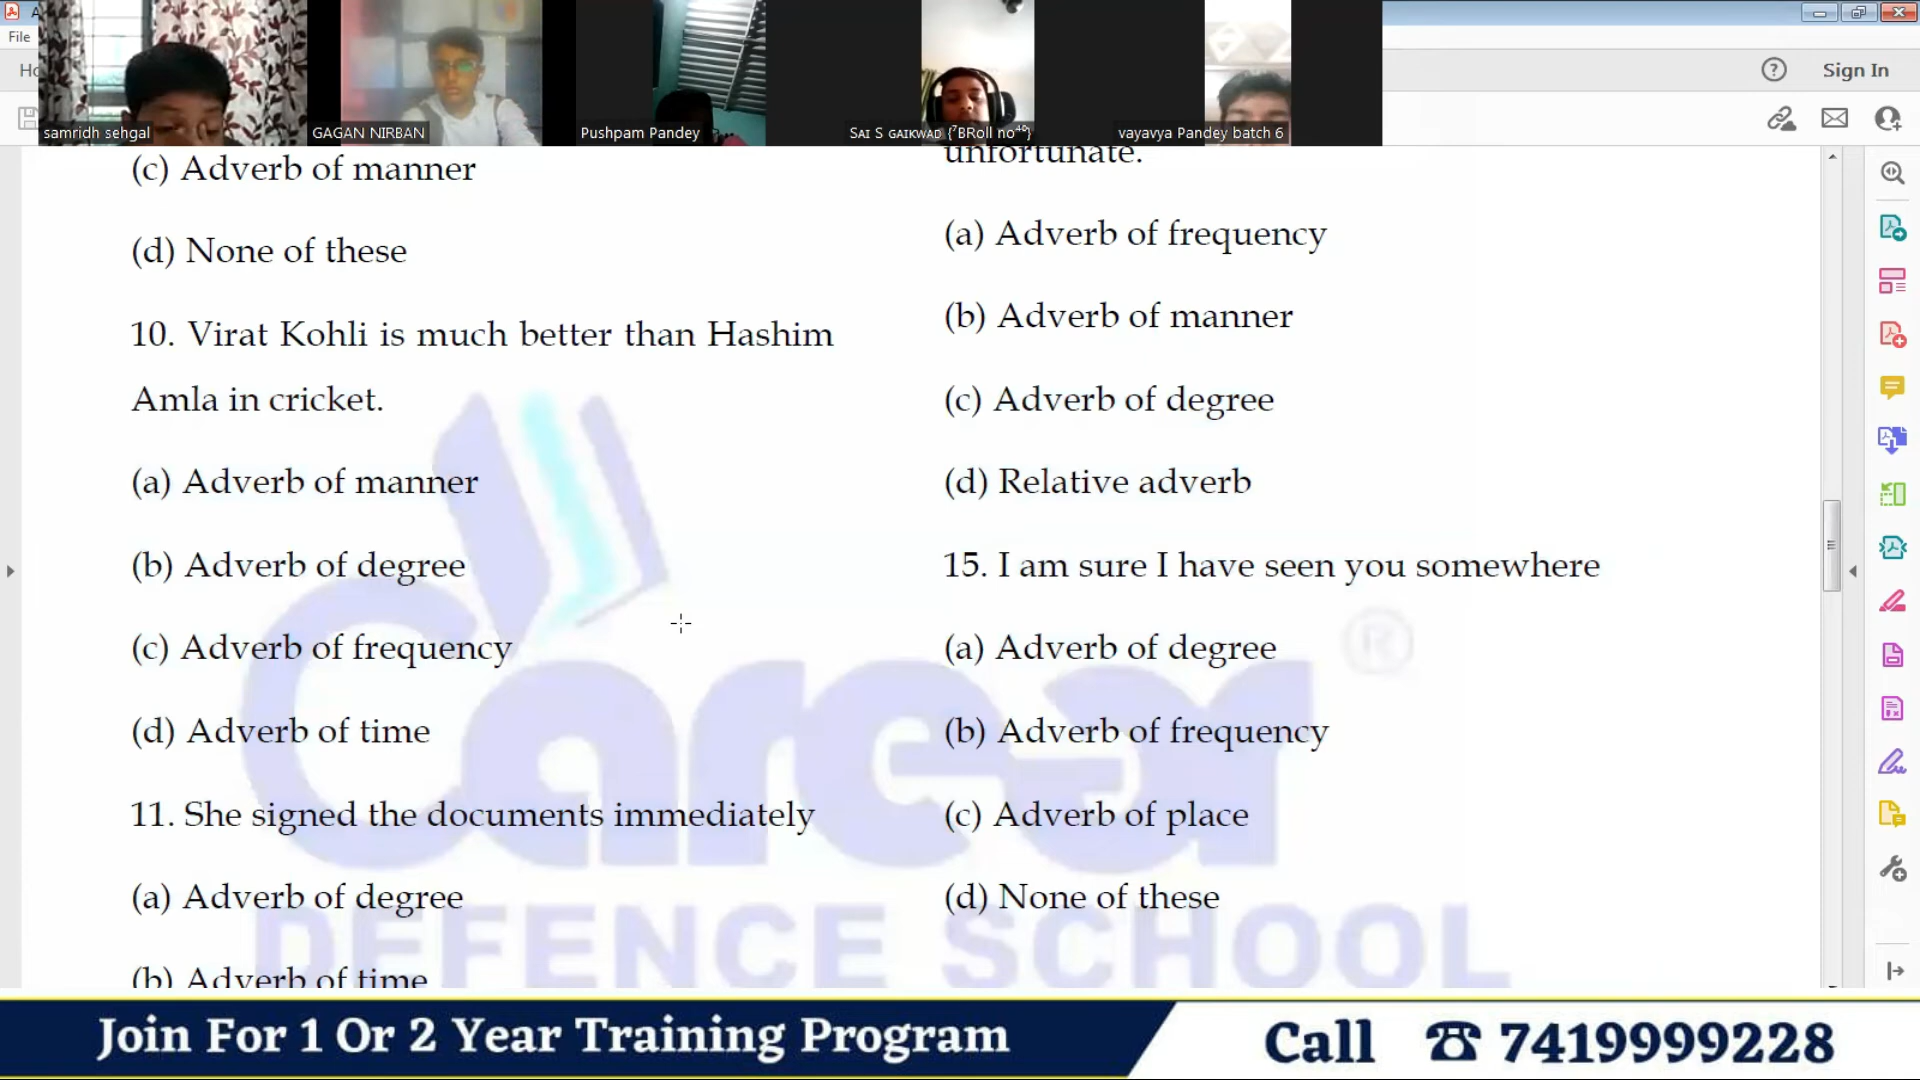 File
Sign In
samridh sehgal
GAGAN NIRBAN
Pushpam Pandey
SAI S GAIKWAD {⁷BRoll no⁴⁸}
vayavya Pandey batch 6
(c) Adverb of manner
(d) None of these
10. Virat Kohli is much better than Hashim
Amla in cricket.
(a) Adverb of manner
(b) Adverb of degree
(c) Adverb of frequency
(d) Adverb of time
11. She signed the documents immediately
(a) Adverb of degree
(b) Adverb of time
unfortunate.
(a) Adverb of frequency
(b) Adverb of manner
(c) Adverb of degree
(d) Relative adverb
15. I am sure I have seen you somewhere
(a) Adverb of degree
(b) Adverb of frequency
(c) Adverb of place
(d) None of these
Career ®
DEFENCE SCHOOL
Join For 1 Or 2 Year Training Program
Call ☎ 7419999228